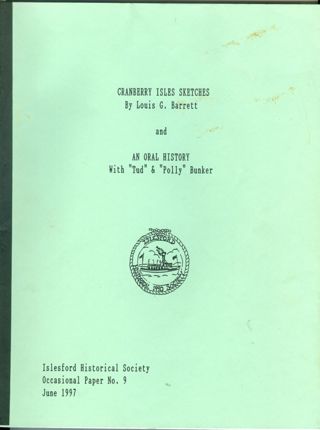 CRANBERRY ISLES SKETCHES
By Louis G. Barrett
and
AN ORAL HISTORY
With "Tud" & "Polly" Bunker
ISLESFORD
Islesford Historical Society
Occasional Paper No. 9
June 1997